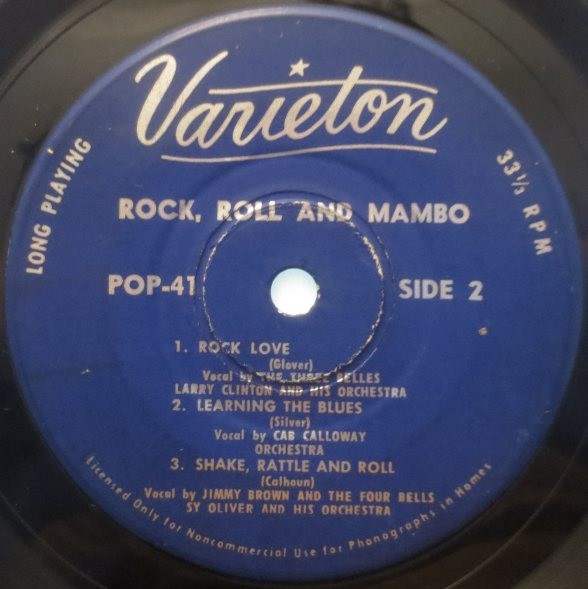 Varieton
LONG PLAYING
33 1/3 RPM
ROCK, ROLL AND MAMBO
POP-41
SIDE 2
1. ROCK LOVE
(Glover)
Vocal by THE THREE BELLES
LARRY CLINTON AND HIS ORCHESTRA
2. LEARNING THE BLUES
(Silver)
Vocal by CAB CALLOWAY
ORCHESTRA
3. SHAKE, RATTLE AND ROLL
(Calhoun)
Vocal by JIMMY BROWN AND THE FOUR BELLS
SY OLIVER AND HIS ORCHESTRA
Licensed Only for Noncommercial Use for Phonographs in Homes